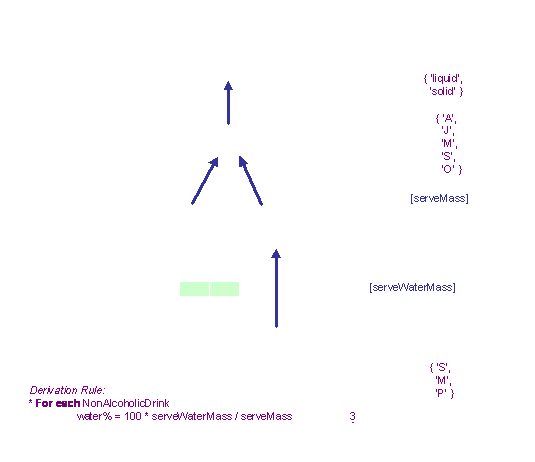 { 'liquid',
'solid' }
{ 'A',
'J',
'M',
'S',
'O' }
[serveMass]
[serveWaterMass]
{ 'S',
'M',
'P' }
Derivation Rule:
* For each NonAlcoholicDrink
water% = 100 * serveWaterMass / serveMass 3